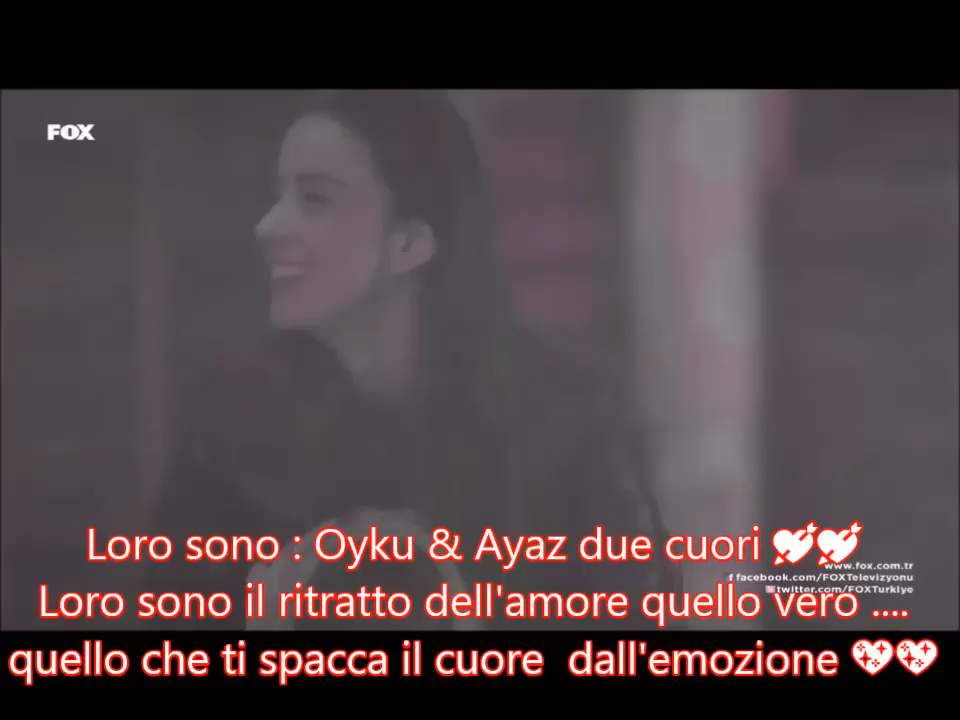 FOX
Loro sono : Oyku & Ayaz due cuori 💘💘
www.fox.com.tr
facebook.com/FOXTelevizyonu
twitter.com/FOXTurkiye
Loro sono il ritratto dell'amore quello vero ....
quello che ti spacca il cuore dall'emozione 💖💖